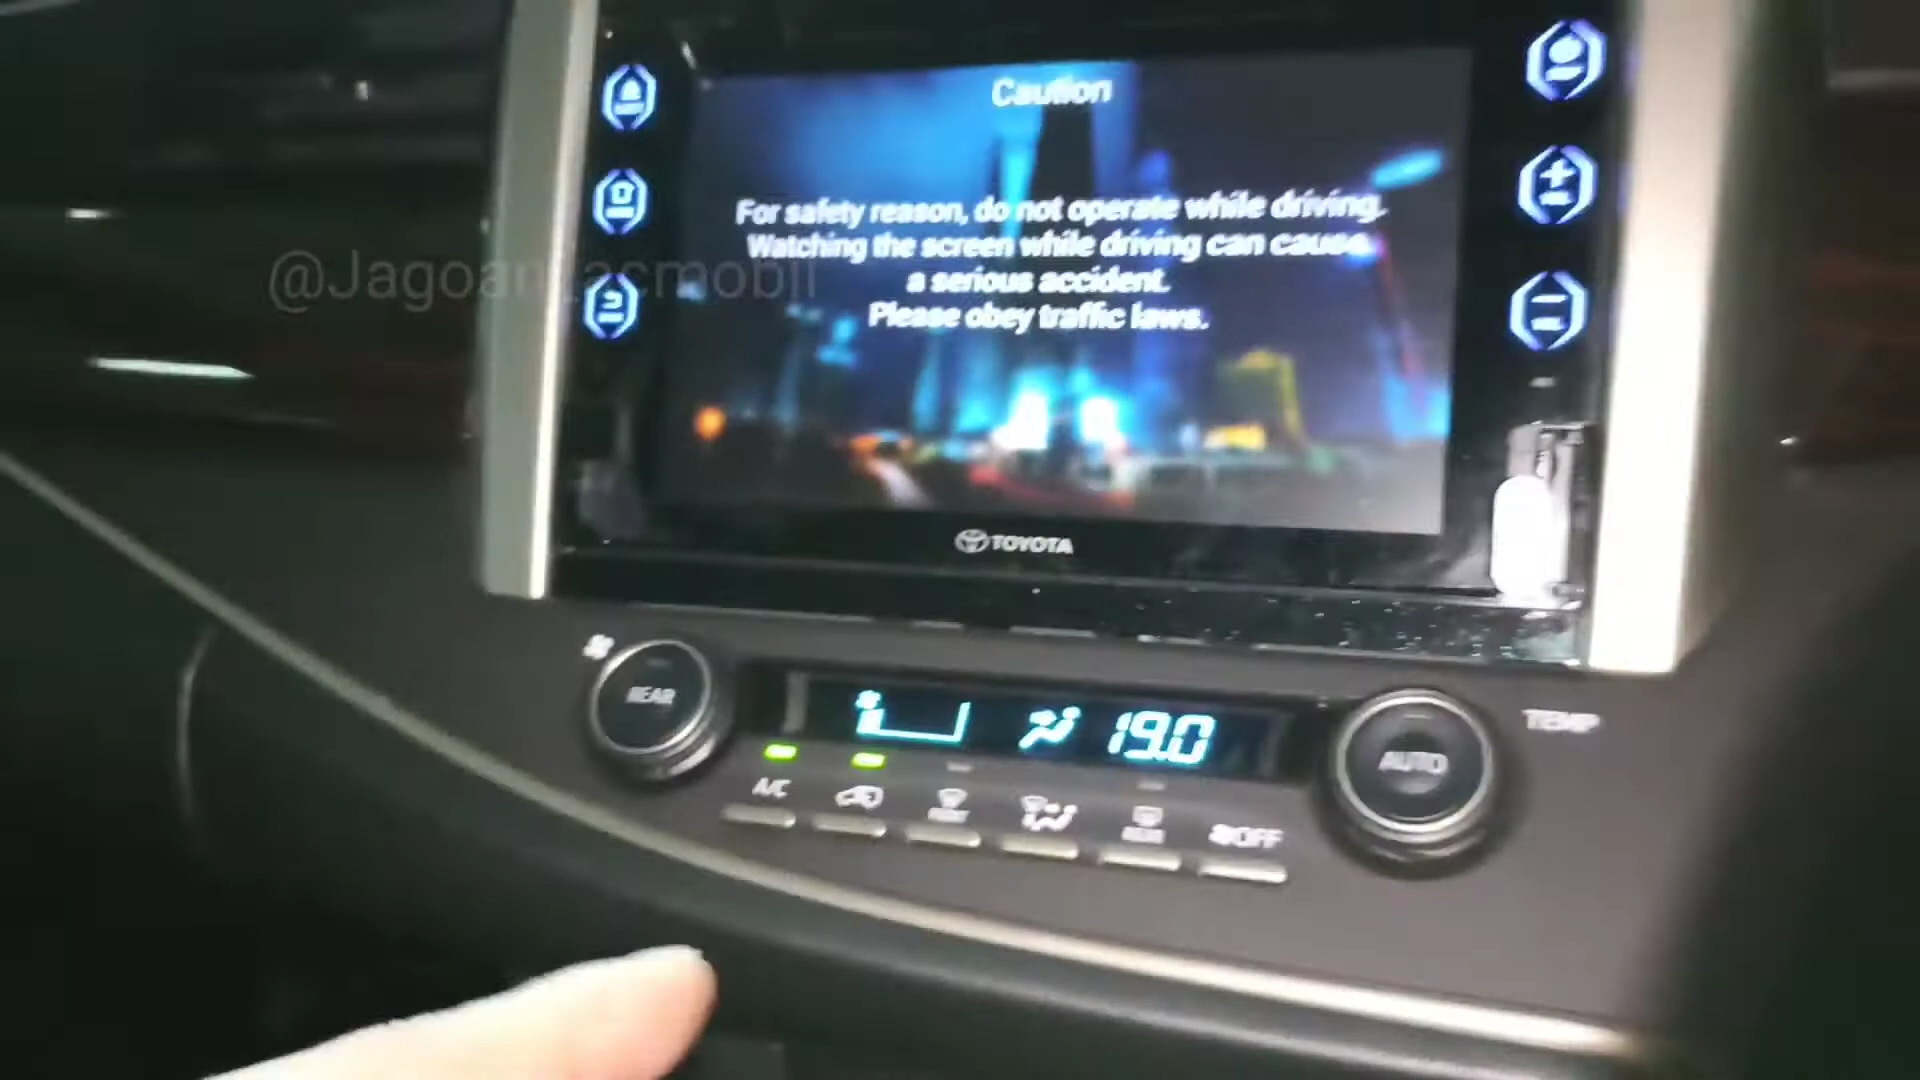 Caution
For safety reason, do not operate while driving.
Watching the screen while driving can cause
a serious accident.
Please obey traffic laws.
TOYOTA
REAR
19.0
AUTO
TEMP
A/C
OFF